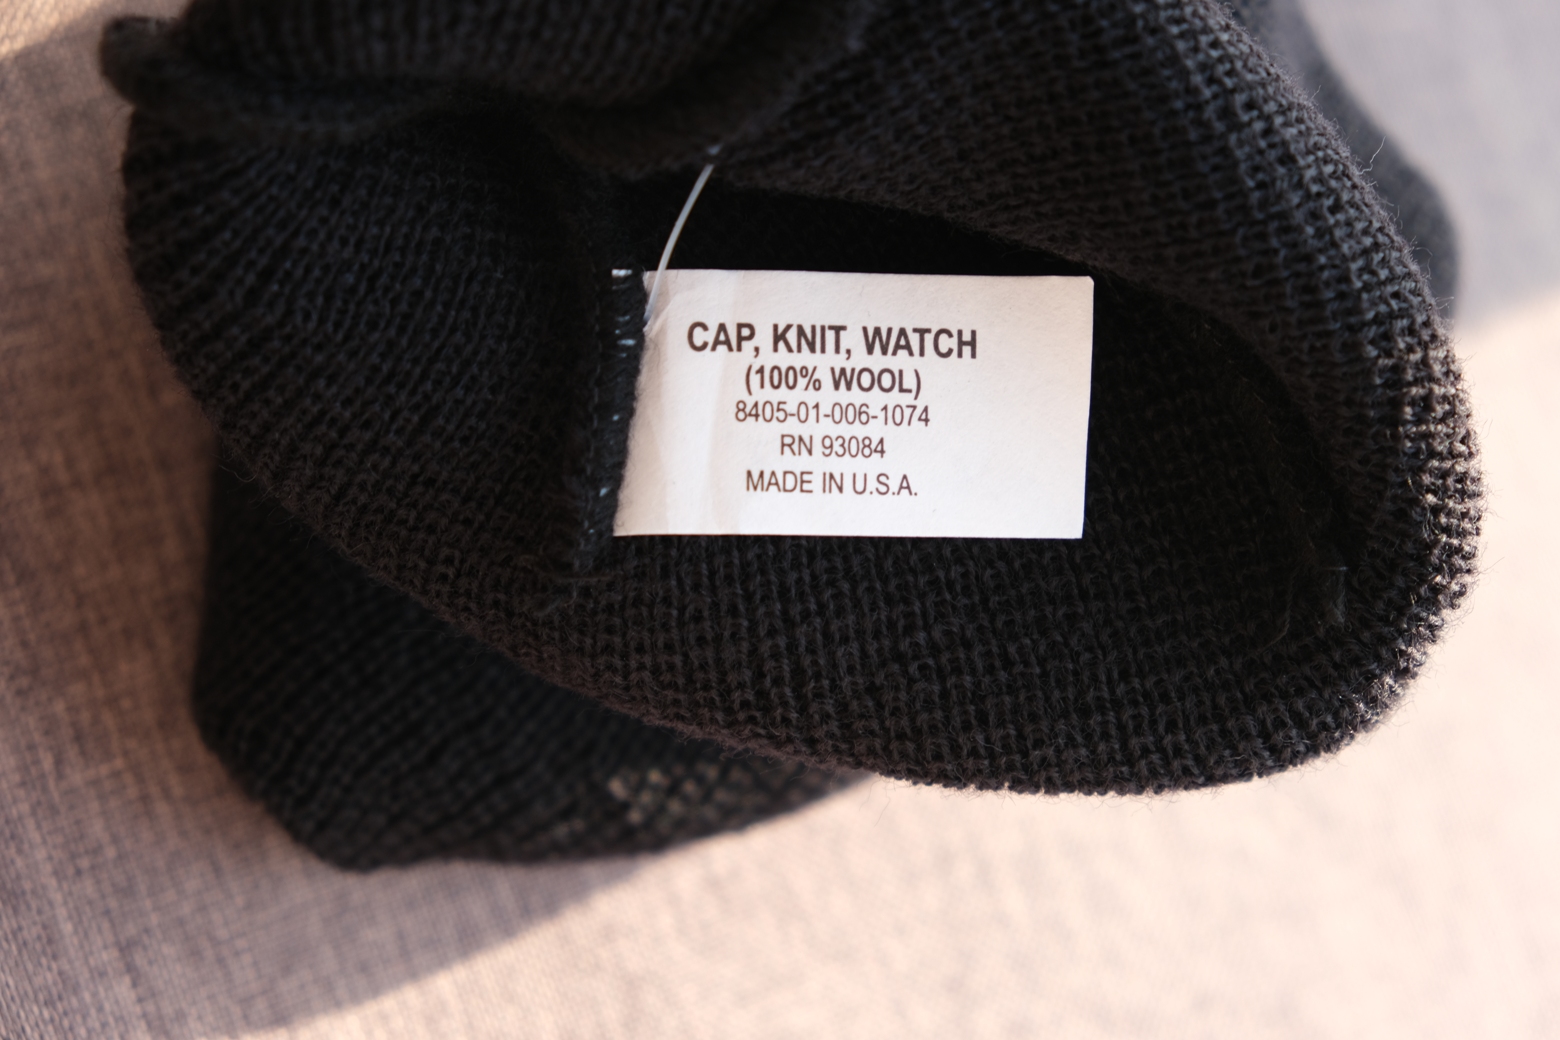 CAP, KNIT, WATCH
(100% WOOL)
8405-01-006-1074
RN 93084
MADE IN U.S.A.